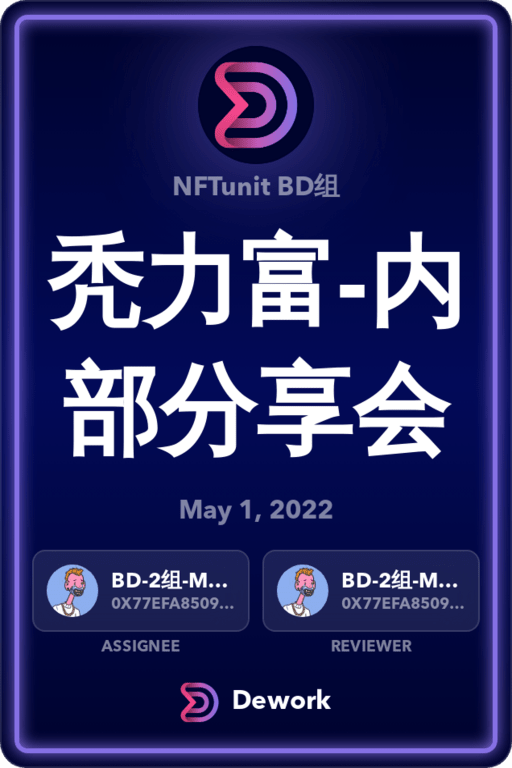 NFTunit BD组
秃力富-内
部分享会
May 1, 2022
BD-2组-M...
0X77EFA8509...
BD-2组-M...
0X77EFA8509...
ASSIGNEE
REVIEWER
Dework